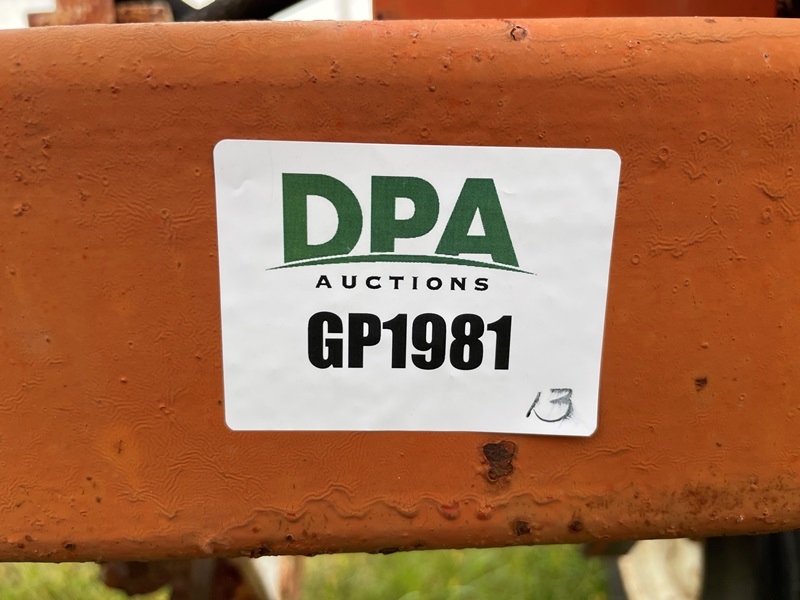 DPA
AUCTIONS
GP1981
13